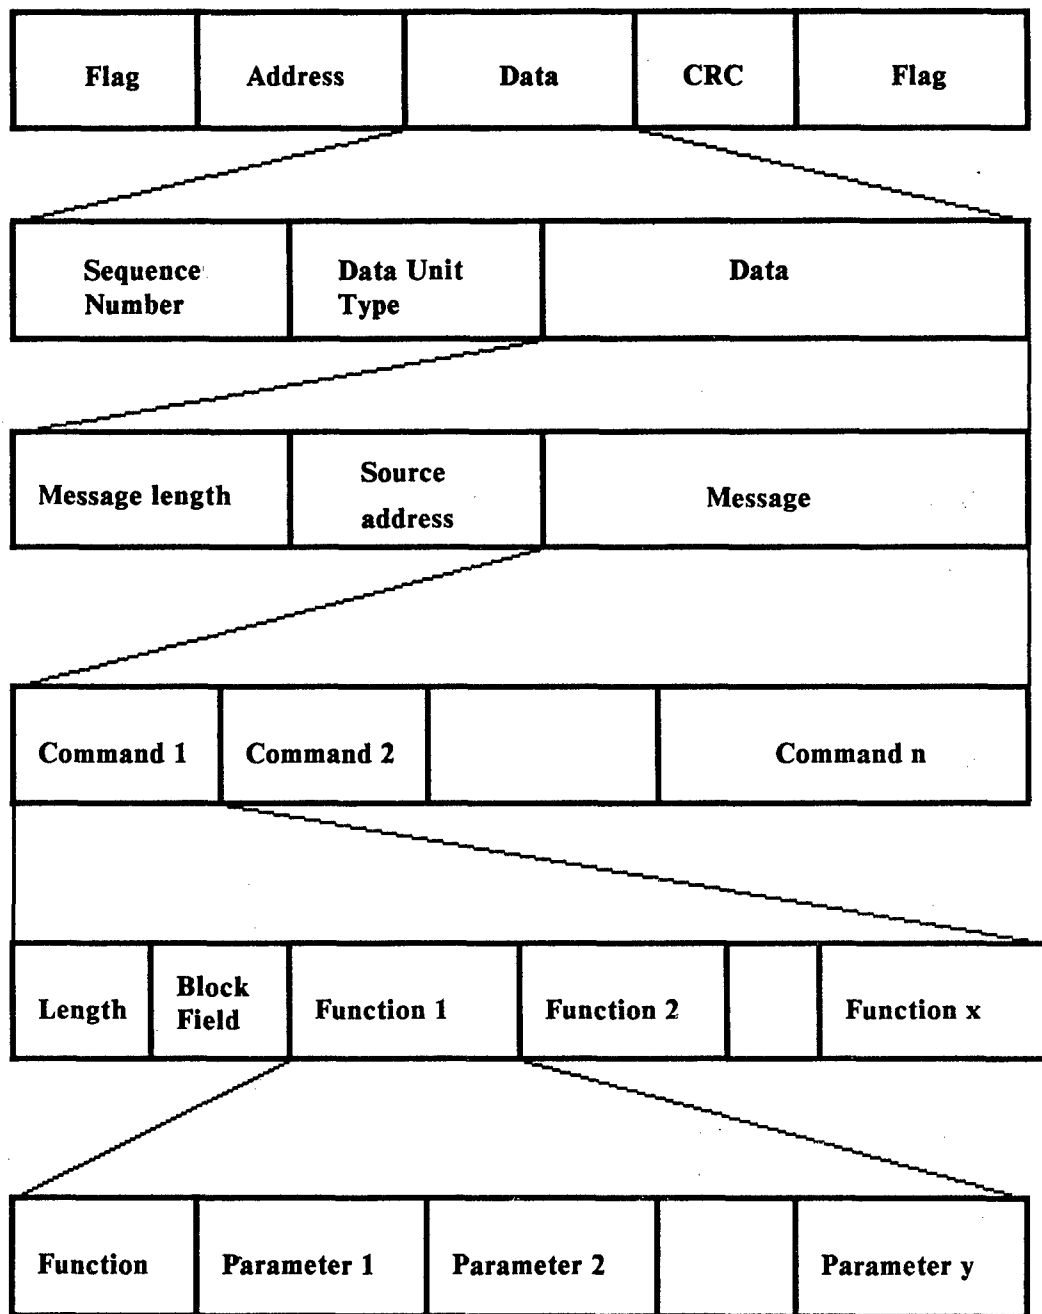 Flag Address Data CRC Flag
Sequence Number Data Unit Type Data
Message length Source address Message
Command 1 Command 2 Command n
Length Block Field Function 1 Function 2 Function x
Function Parameter 1 Parameter 2 Parameter y